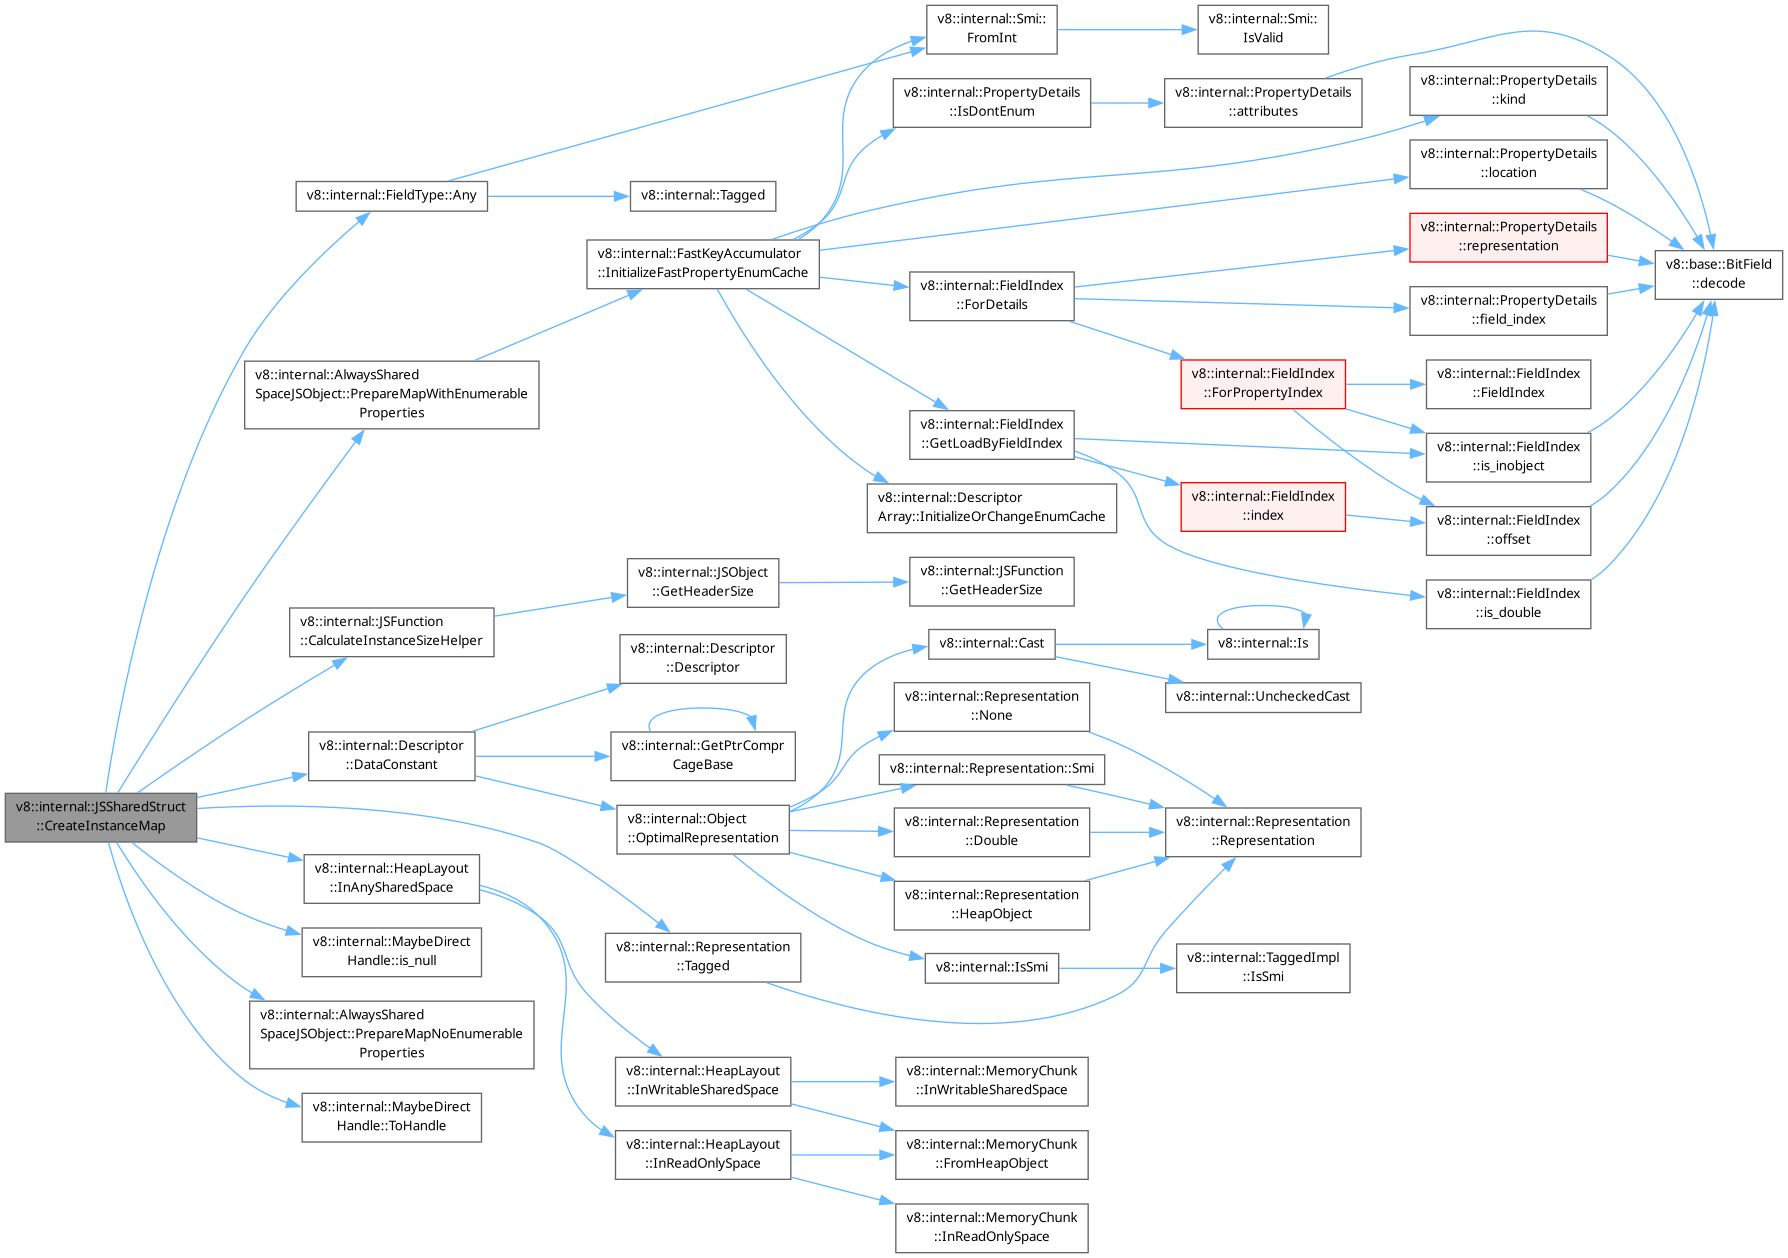 v8::internal::JSSharedStruct
::CreateInstanceMap
v8::internal::FieldType::Any
v8::internal::AlwaysShared
SpaceJSObject::PrepareMapWithEnumerable
Properties
v8::internal::JSFunction
::CalculateInstanceSizeHelper
v8::internal::Descriptor
::DataConstant
v8::internal::HeapLayout
::InAnySharedSpace
v8::internal::MaybeDirect
Handle::is_null
v8::internal::AlwaysShared
SpaceJSObject::PrepareMapNoEnumerable
Properties
v8::internal::MaybeDirect
Handle::ToHandle
v8::internal::Tagged
v8::internal::FastKeyAccumulator
::InitializeFastPropertyEnumCache
v8::internal::JSObject
::GetHeaderSize
v8::internal::Descriptor
::Descriptor
v8::internal::GetPtrCompr
CageBase
v8::internal::Object
::OptimalRepresentation
v8::internal::Representation
::Tagged
v8::internal::HeapLayout
::InWritableSharedSpace
v8::internal::HeapLayout
::InReadOnlySpace
v8::internal::Smi::
FromInt
v8::internal::PropertyDetails
::IsDontEnum
v8::internal::FieldIndex
::ForDetails
v8::internal::FieldIndex
::GetLoadByFieldIndex
v8::internal::Descriptor
Array::InitializeOrChangeEnumCache
v8::internal::JSFunction
::GetHeaderSize
v8::internal::Cast
v8::internal::Representation
::None
v8::internal::Representation::Smi
v8::internal::Representation
::Double
v8::internal::Representation
::HeapObject
v8::internal::IsSmi
v8::internal::MemoryChunk
::InWritableSharedSpace
v8::internal::MemoryChunk
::FromHeapObject
v8::internal::MemoryChunk
::InReadOnlySpace
v8::internal::Smi::
IsValid
v8::internal::PropertyDetails
::attributes
v8::internal::FieldIndex
::ForPropertyIndex
v8::internal::FieldIndex
::index
v8::internal::Is
v8::internal::UncheckedCast
v8::internal::Representation
::Representation
v8::internal::TaggedImpl
::IsSmi
v8::internal::PropertyDetails
::kind
v8::internal::PropertyDetails
::location
v8::internal::PropertyDetails
::representation
v8::internal::PropertyDetails
::field_index
v8::internal::FieldIndex
::FieldIndex
v8::internal::FieldIndex
::is_inobject
v8::internal::FieldIndex
::offset
v8::internal::FieldIndex
::is_double
v8::base::BitField
::decode